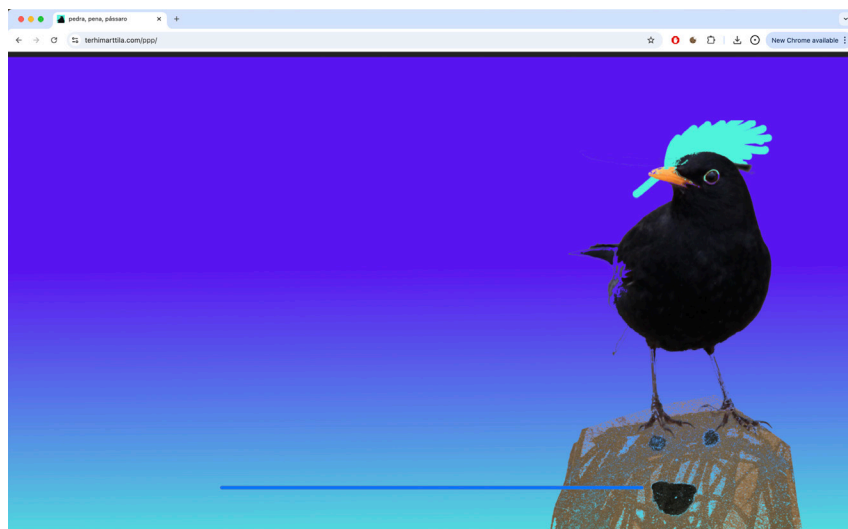 pedra, pena, pássaro
terhimarttila.com/ppp/
New Chrome available